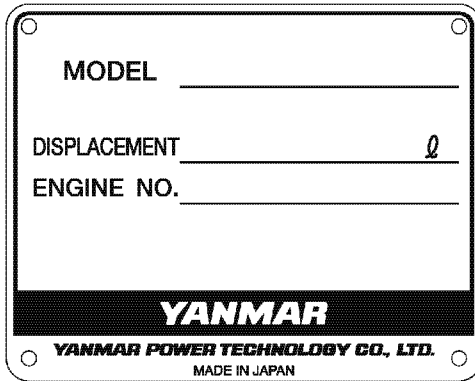 MODEL
DISPLACEMENT ℓ
ENGINE NO.
YANMAR
YANMAR POWER TECHNOLOGY CO., LTD.
MADE IN JAPAN